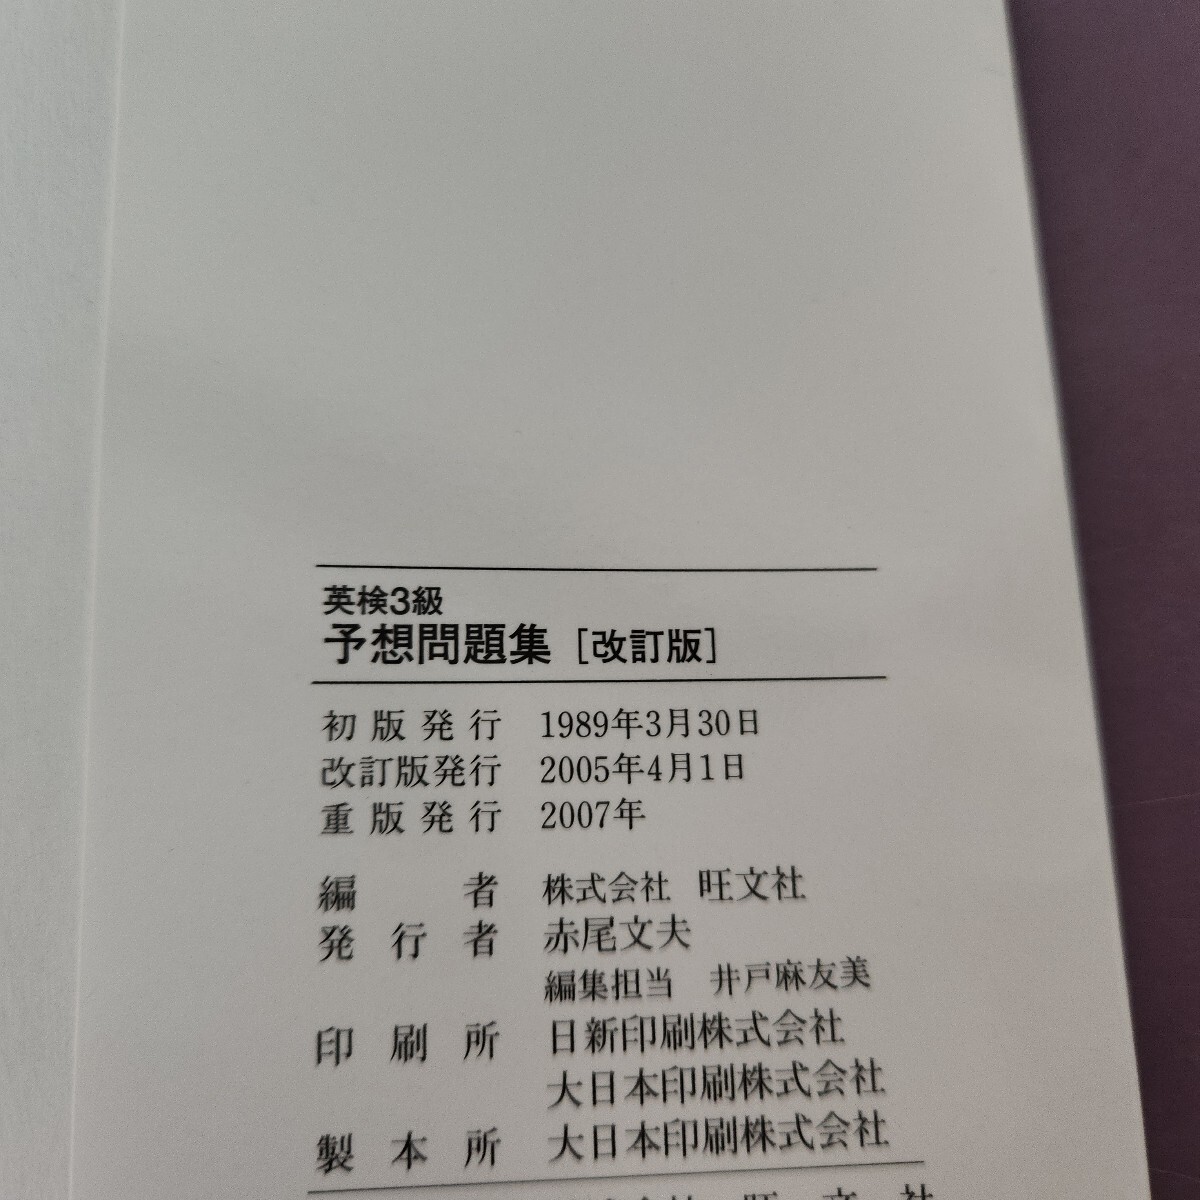 英検3級
予想問題集［改訂版］
初版発行 1989年3月30日
改訂版発行 2005年4月1日
重版発行 2007年
編者 株式会社 旺文社
発行者 赤尾文夫
編集担当 井戸麻友美
印刷所 日新印刷株式会社
大日本印刷株式会社
製本所 大日本印刷株式会社
旺文社